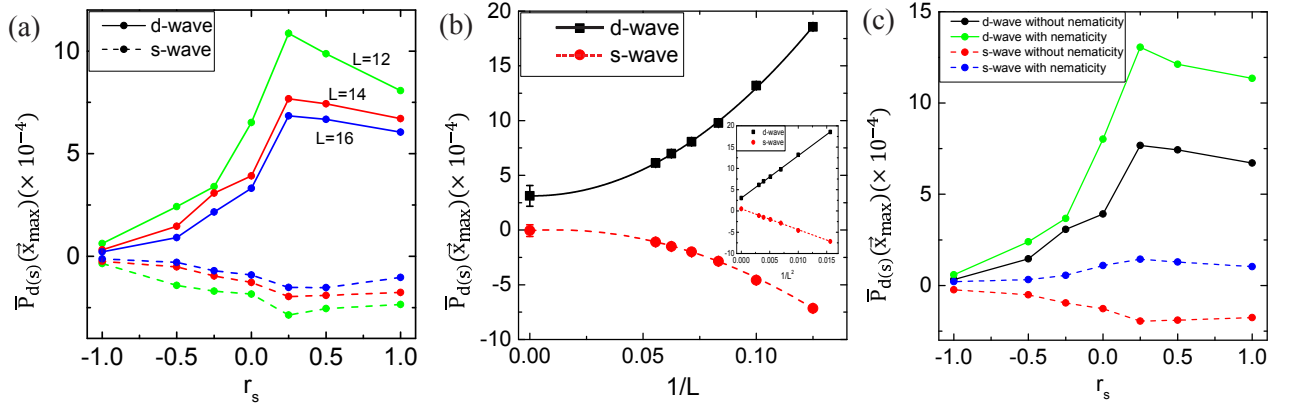 (a)
d-wave
s-wave
L=12
L=14
L=16
10
5
0
P̅d(s)(x⃗max)(× 10⁻⁴)
-1.0 -0.5 0.0 0.5 1.0
rs
(b)
d-wave
s-wave
20
15
10
5
0
-5
-10
P̅d(s)(x⃗max)(× 10⁻⁴)
0.00 0.05 0.10
1/L
d-wave
s-wave
20
15
10
5
0
-5
-10
0.000 0.005 0.010 0.015
1/L²
(c)
d-wave without nematicity
d-wave with nematicity
s-wave without nematicity
s-wave with nematicity
15
10
5
0
P̅d(s)(x⃗max)(× 10⁻⁴)
-1.0 -0.5 0.0 0.5 1.0
rs